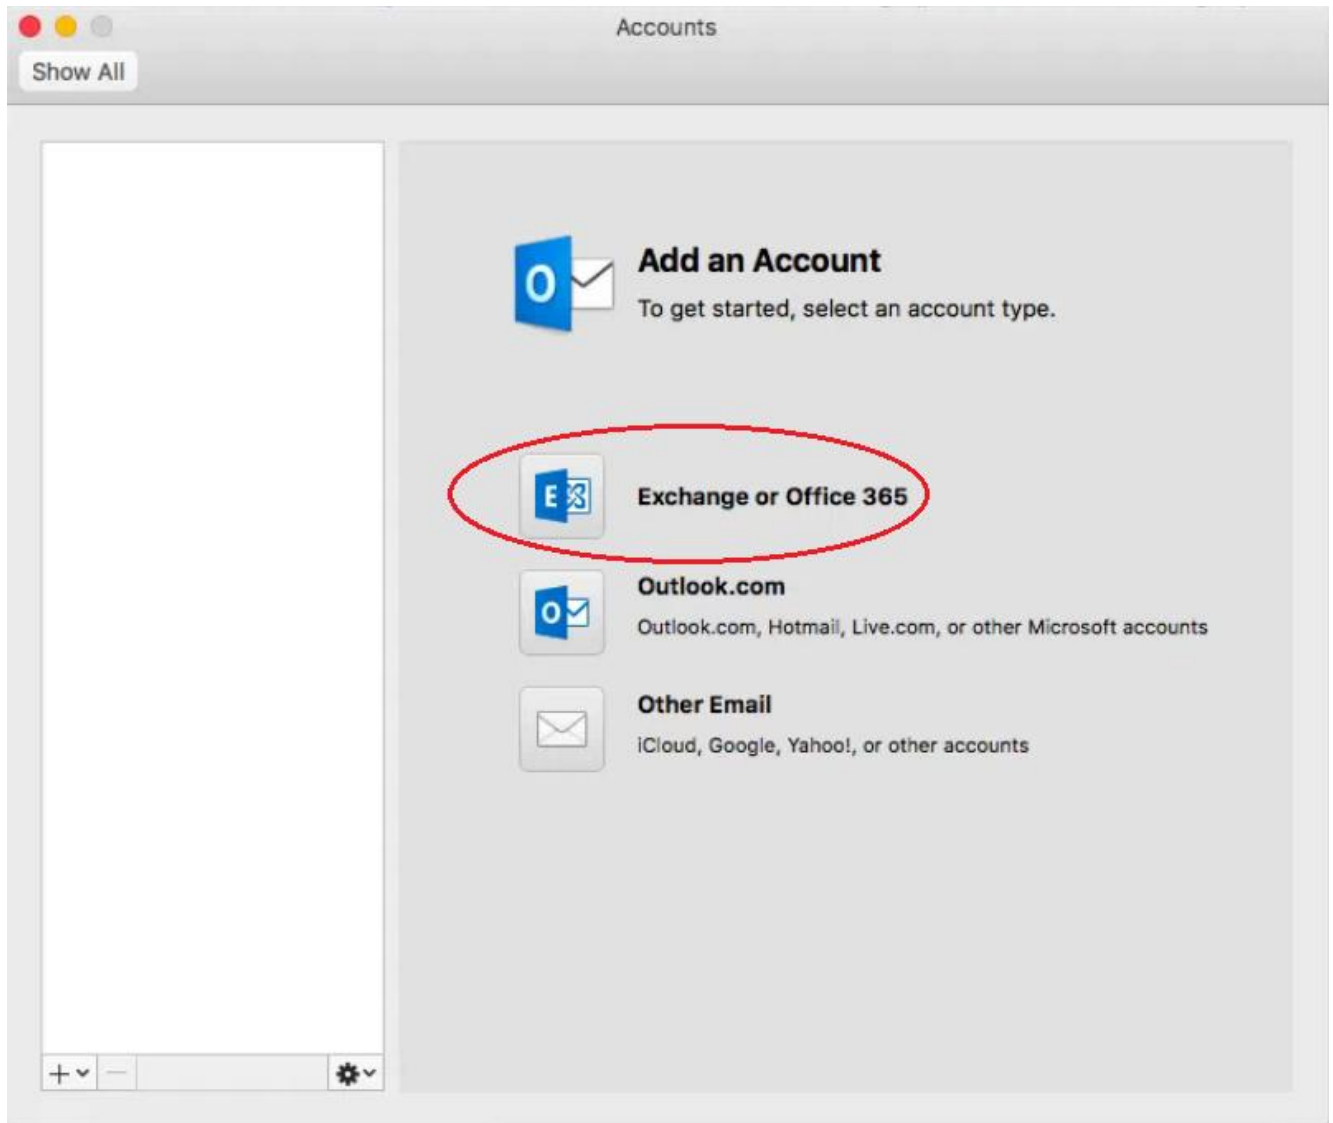 Accounts
Show All
Add an Account
To get started, select an account type.
Exchange or Office 365
Outlook.com
Outlook.com, Hotmail, Live.com, or other Microsoft accounts
Other Email
iCloud, Google, Yahoo!, or other accounts